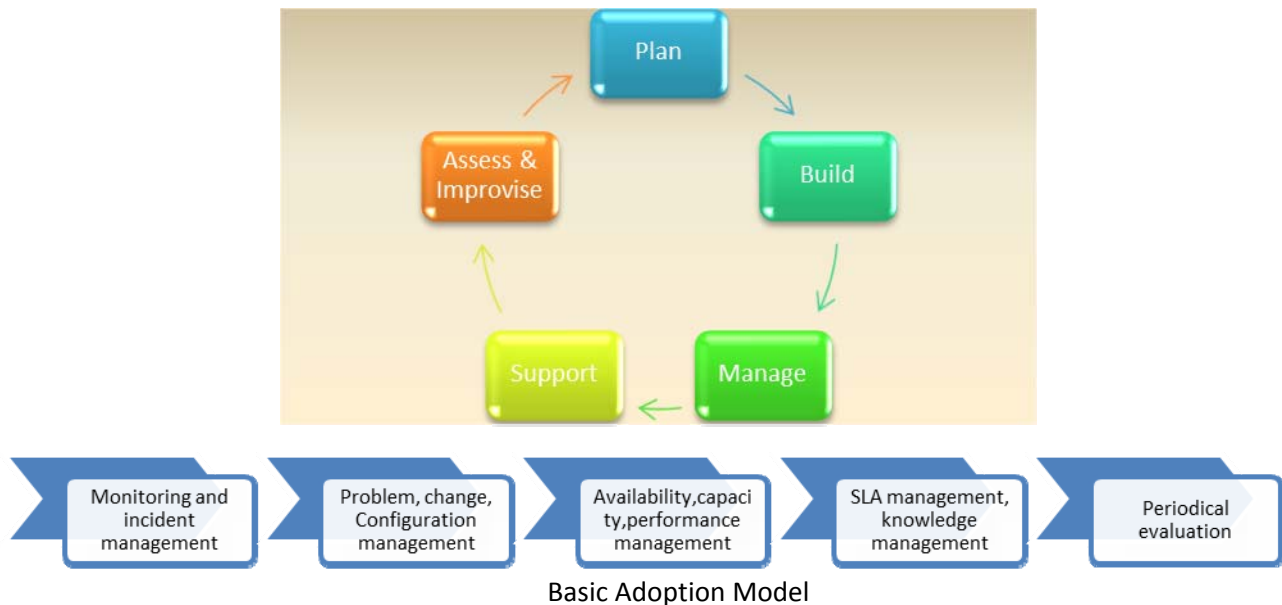 Plan
Assess &
Improvise
Build
Support
Manage
Monitoring and
incident
management
Problem, change,
Configuration
management
Availability,capaci
ty,performance
management
SLA management,
knowledge
management
Periodical
evaluation
Basic Adoption Model